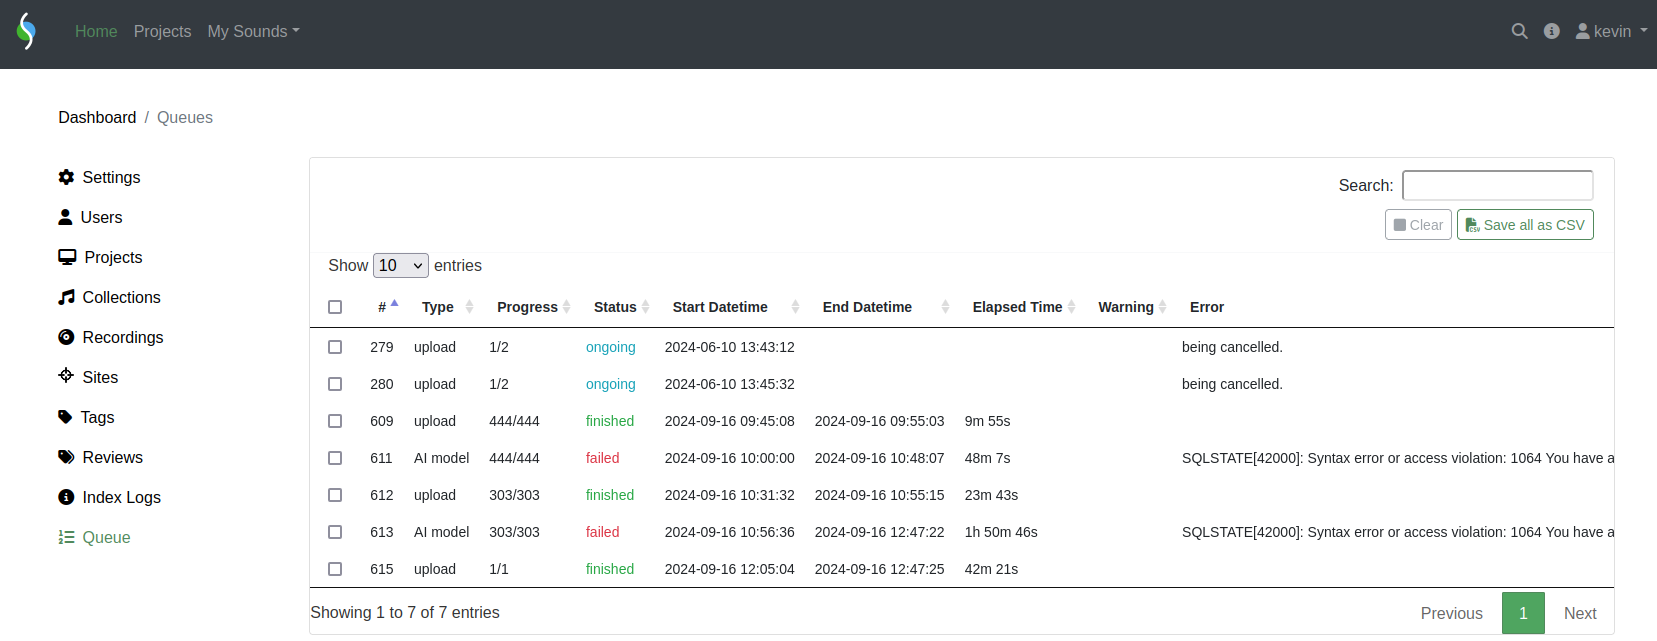 Home Projects My Sounds kevin
Dashboard / Queues
Settings
Users
Projects
Collections
Recordings
Sites
Tags
Reviews
Index Logs
Queue
Search:
Clear Save all as CSV
Show 10 entries
# Type Progress Status Start Datetime End Datetime Elapsed Time Warning Error
279 upload 1/2 ongoing 2024-06-10 13:43:12 being cancelled.
280 upload 1/2 ongoing 2024-06-10 13:45:32 being cancelled.
609 upload 444/444 finished 2024-09-16 09:45:08 2024-09-16 09:55:03 9m 55s
611 AI model 444/444 failed 2024-09-16 10:00:00 2024-09-16 10:48:07 48m 7s SQLSTATE[42000]: Syntax error or access violation: 1064 You have a
612 upload 303/303 finished 2024-09-16 10:31:32 2024-09-16 10:55:15 23m 43s
613 AI model 303/303 failed 2024-09-16 10:56:36 2024-09-16 12:47:22 1h 50m 46s SQLSTATE[42000]: Syntax error or access violation: 1064 You have a
615 upload 1/1 finished 2024-09-16 12:05:04 2024-09-16 12:47:25 42m 21s
Showing 1 to 7 of 7 entries
Previous 1 Next